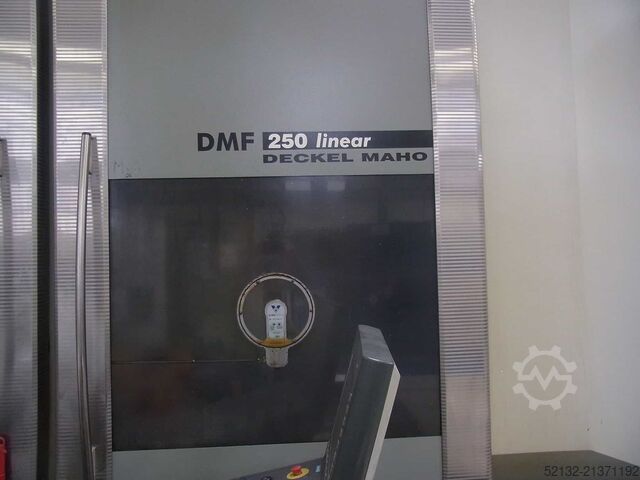 DMF 250 linear
DECKEL MAHO
52132-21371192